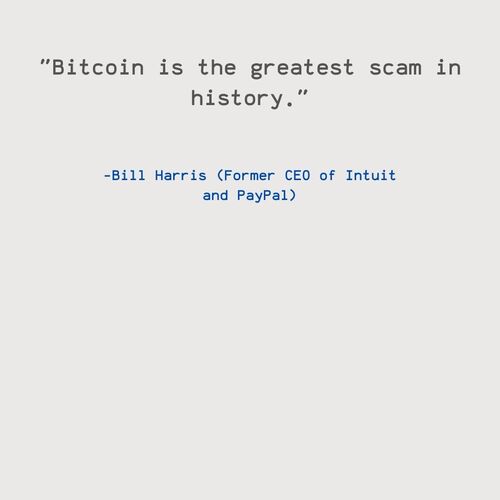 "Bitcoin is the greatest scam in
history."
-Bill Harris (Former CEO of Intuit
and PayPal)